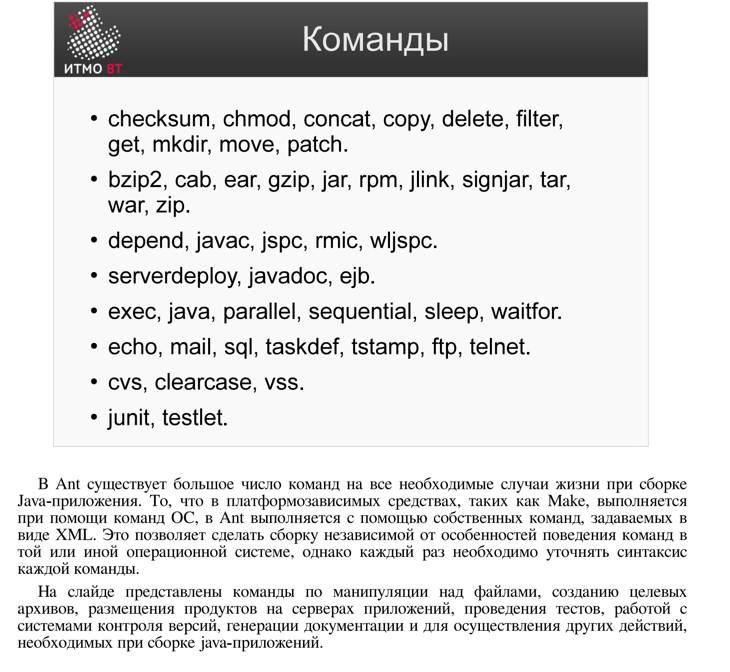 Команды
ИТМО ВТ
• checksum, chmod, concat, copy, delete, filter,
get, mkdir, move, patch.
• bzip2, cab, ear, gzip, jar, rpm, jlink, signjar, tar,
war, zip.
• depend, javac, jspc, rmic, wljspc.
• serverdeploy, javadoc, ejb.
• exec, java, parallel, sequential, sleep, waitfor.
• echo, mail, sql, taskdef, tstamp, ftp, telnet.
• cvs, clearcase, vss.
• junit, testlet.
В Ant существует большое число команд на все необходимые случаи жизни при сборке
Java-приложения. То, что в платформозависимых средствах, таких как Make, выполняется
при помощи команд ОС, в Ant выполняется с помощью собственных команд, задаваемых в
виде XML. Это позволяет сделать сборку независимой от особенностей поведения команд в
той или иной операционной системе, однако каждый раз необходимо уточнять синтаксис
каждой команды.
На слайде представлены команды по манипуляции над файлами, созданию целевых
архивов, размещения продуктов на серверах приложений, проведения тестов, работой с
системами контроля версий, генерации документации и для осуществления других действий,
необходимых при сборке java-приложений.